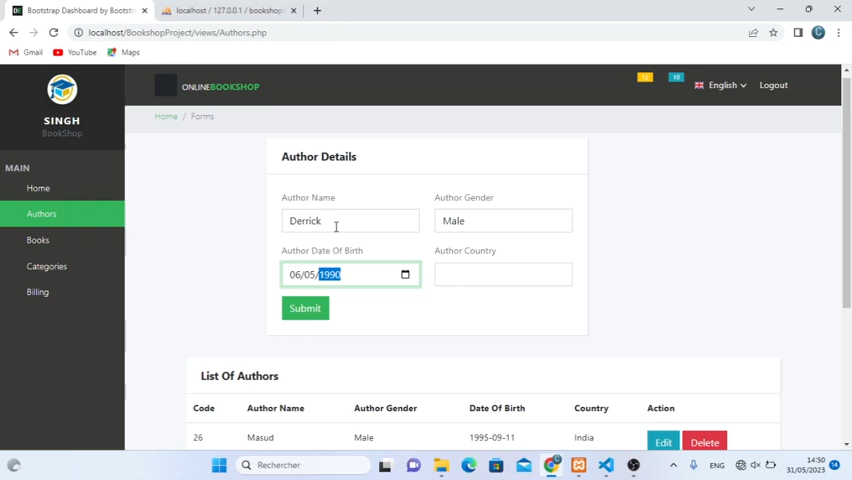 Bootstrap Dashboard by Bootstra
localhost / 127.0.0.1 / bookshop
localhost/BookshopProject/views/Authors.php
Gmail YouTube Maps
ONLINEBOOKSHOP
12 10 English Logout
SINGH
BookShop
Home / Forms
MAIN
Home
Authors
Books
Categories
Billing
Author Details
Author Name Author Gender
Derrick Male
Author Date Of Birth Author Country
06/05/1990
Submit
List Of Authors
Code Author Name Author Gender Date Of Birth Country Action
26 Masud Male 1995-09-11 India Edit Delete
Rechercher
ENG
14:50
31/05/2023